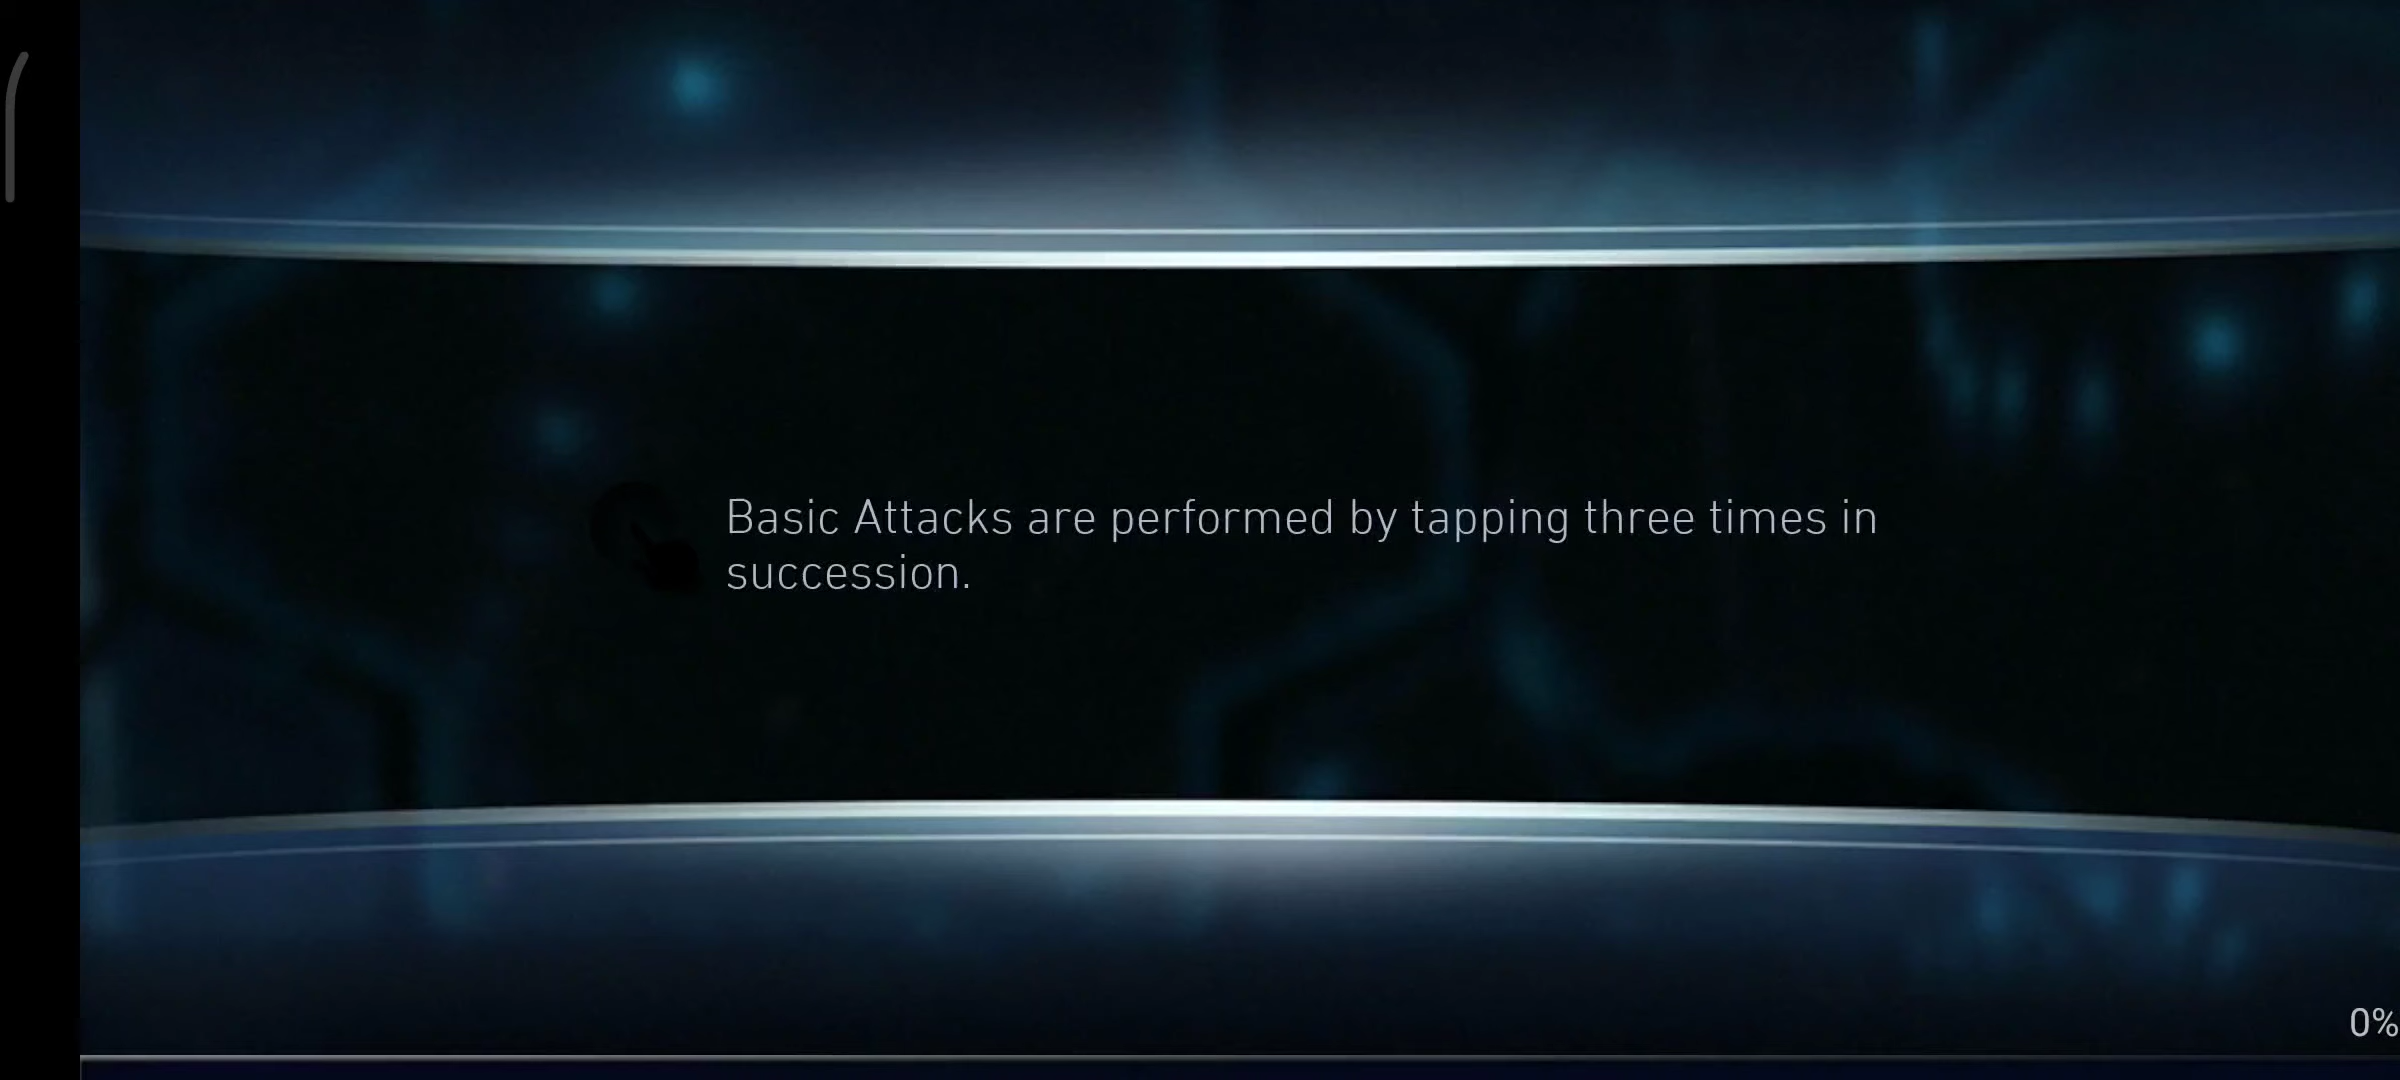 Basic Attacks are performed by tapping three times in
succession.
0%